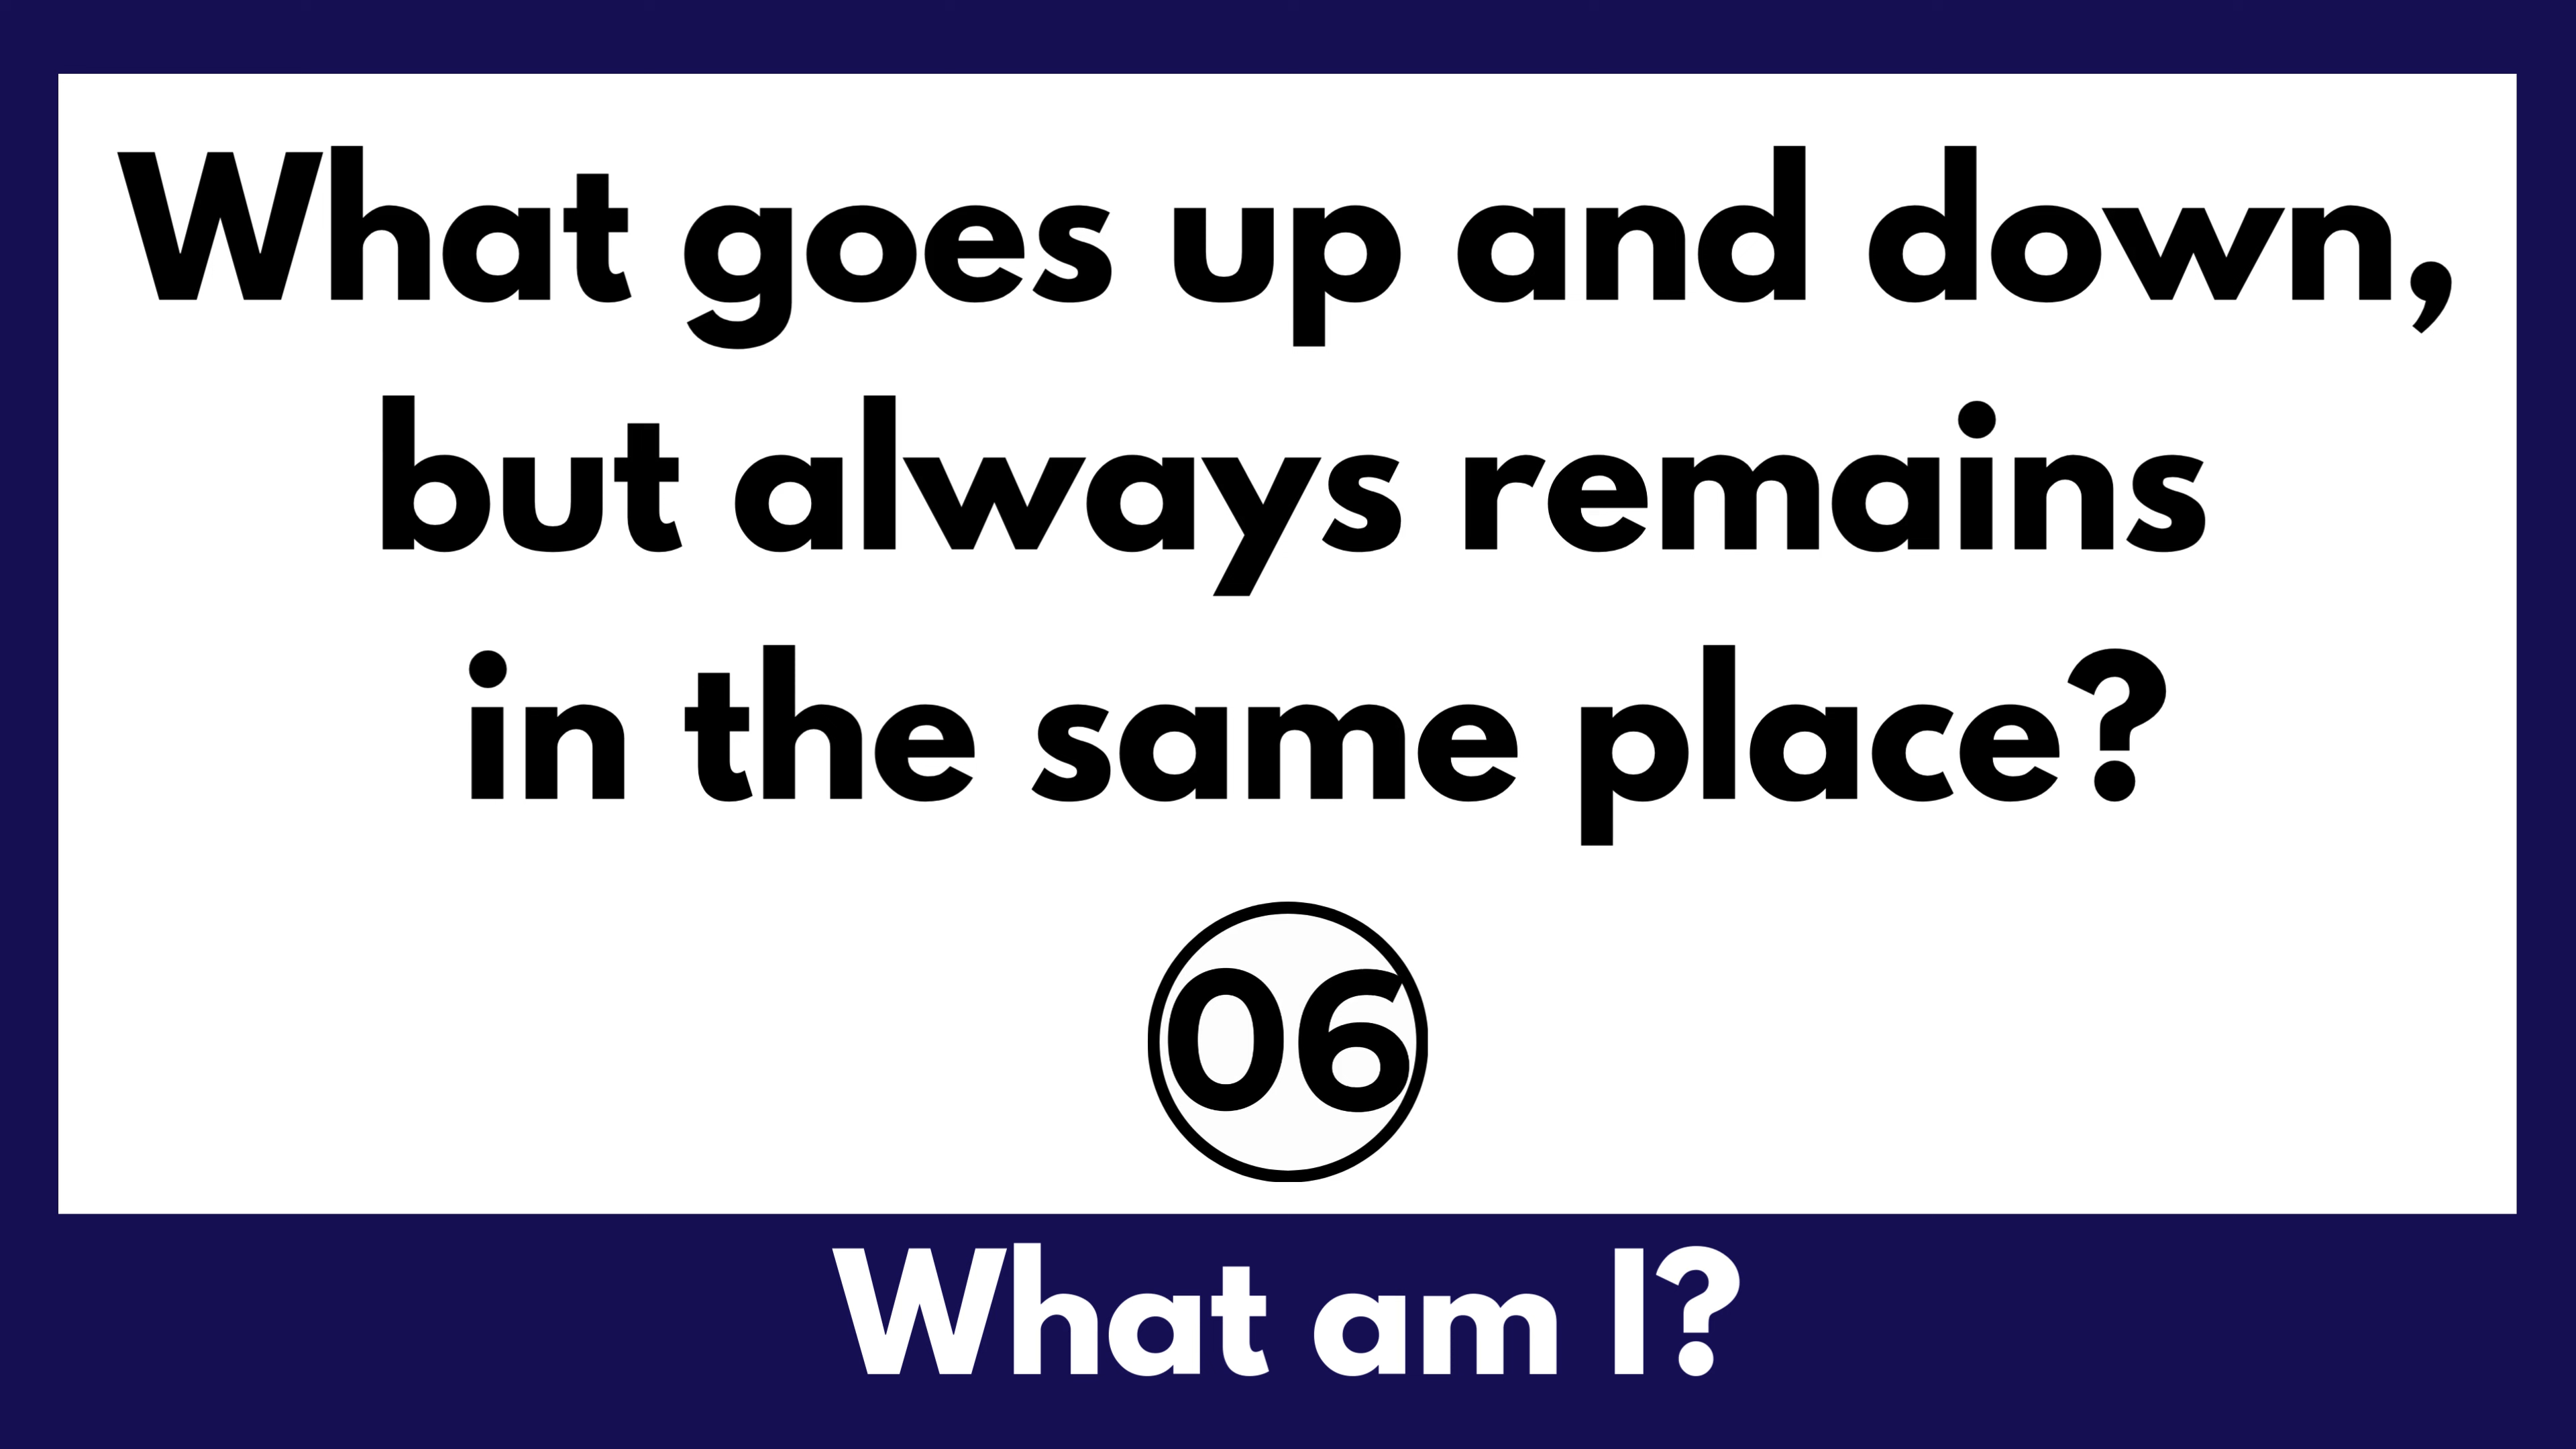 What goes up and down,
but always remains
in the same place?
06
What am I?